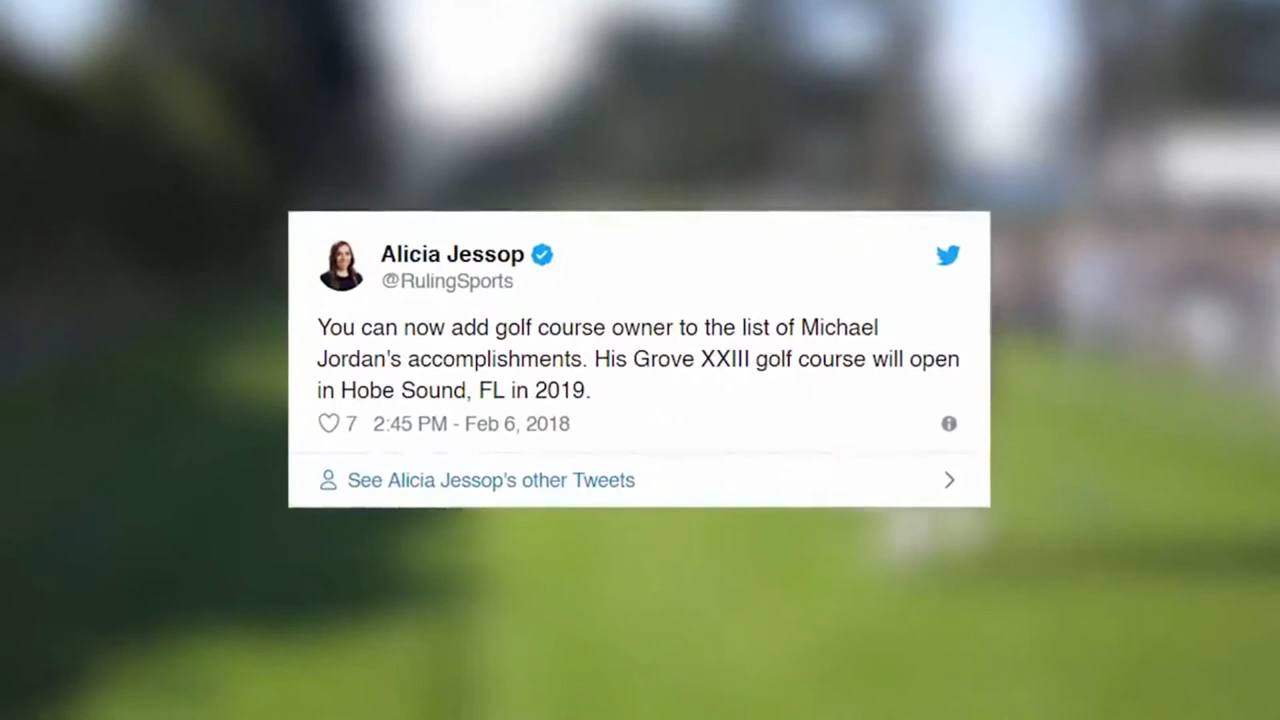 Alicia Jessop
@RulingSports
You can now add golf course owner to the list of Michael
Jordan's accomplishments. His Grove XXIII golf course will open
in Hobe Sound, FL in 2019.
7 2:45 PM - Feb 6, 2018
See Alicia Jessop's other Tweets